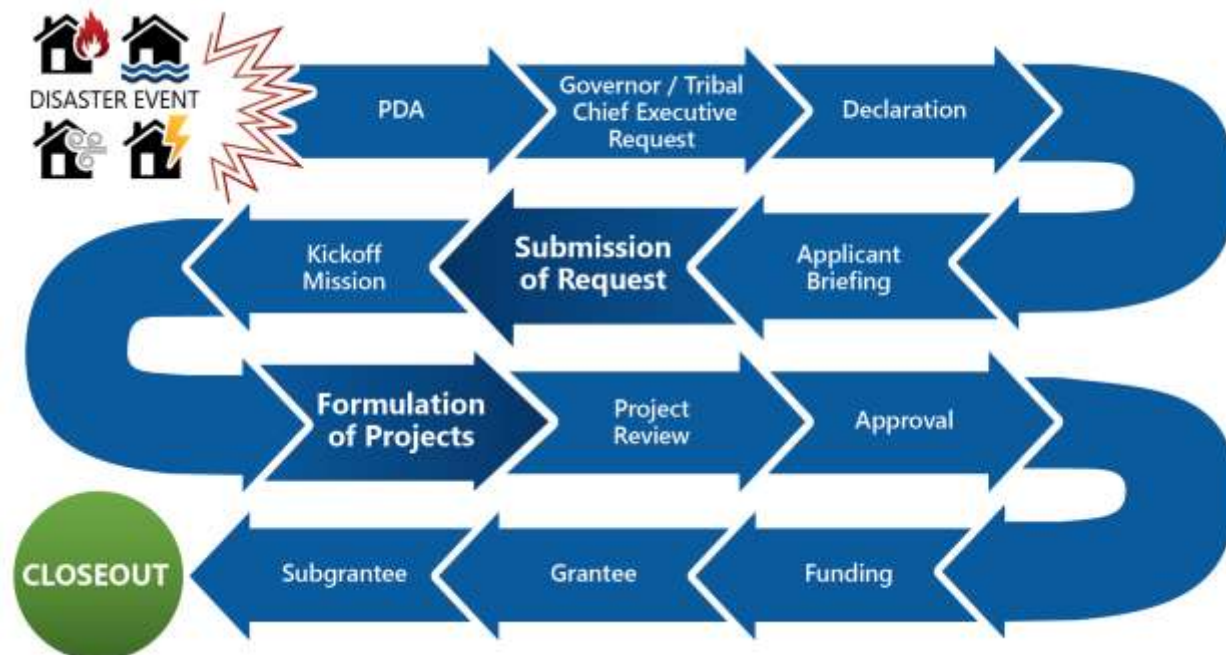 DISASTER EVENT
PDA
Governor / Tribal
Chief Executive
Request
Declaration
Applicant
Briefing
Submission
of Request
Kickoff
Mission
Formulation
of Projects
Project
Review
Approval
Funding
Grantee
Subgrantee
CLOSEOUT